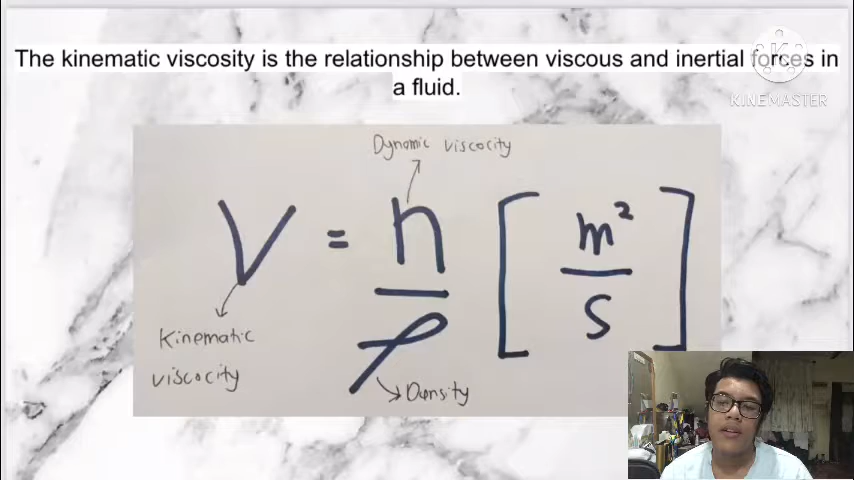 The kinematic viscosity is the relationship between viscous and inertial forces in
a fluid.
KINEMASTER
Dynamic viscocity
V = η/ρ [m²/s]
Kinematic
viscocity
Density